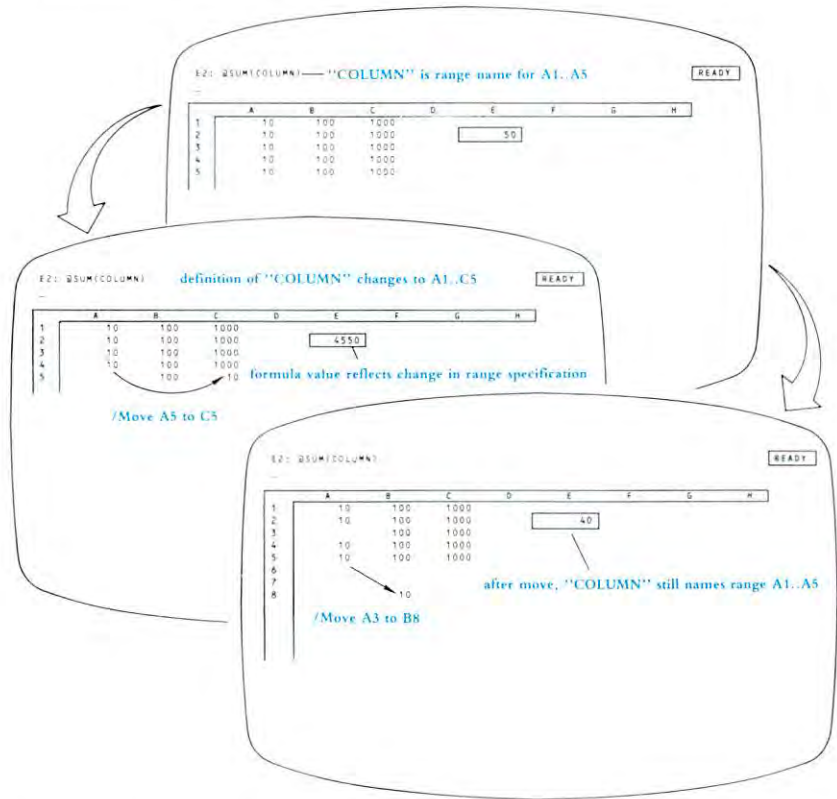 E2: @SUM(COLUMN) — "COLUMN" is range name for A1..A5 READY
A B C D E F G H
1 10 100 1000
2 10 100 1000 50
3 10 100 1000
4 10 100 1000
5 10 100 1000
E2: @SUM(COLUMN) definition of "COLUMN" changes to A1..C5 READY
A B C D E F G H
1 10 100 1000
2 10 100 1000 4550
3 10 100 1000
4 10 100 1000
5 100 10 formula value reflects change in range specification
/Move A5 to C5
E2: @SUM(COLUMN) READY
A B C D E F G H
1 10 100 1000
2 10 100 1000 40
3 100 1000
4 10 100 1000
5 10 100 1000
6
7 after move, "COLUMN" still names range A1..A5
8 10
/Move A3 to B8